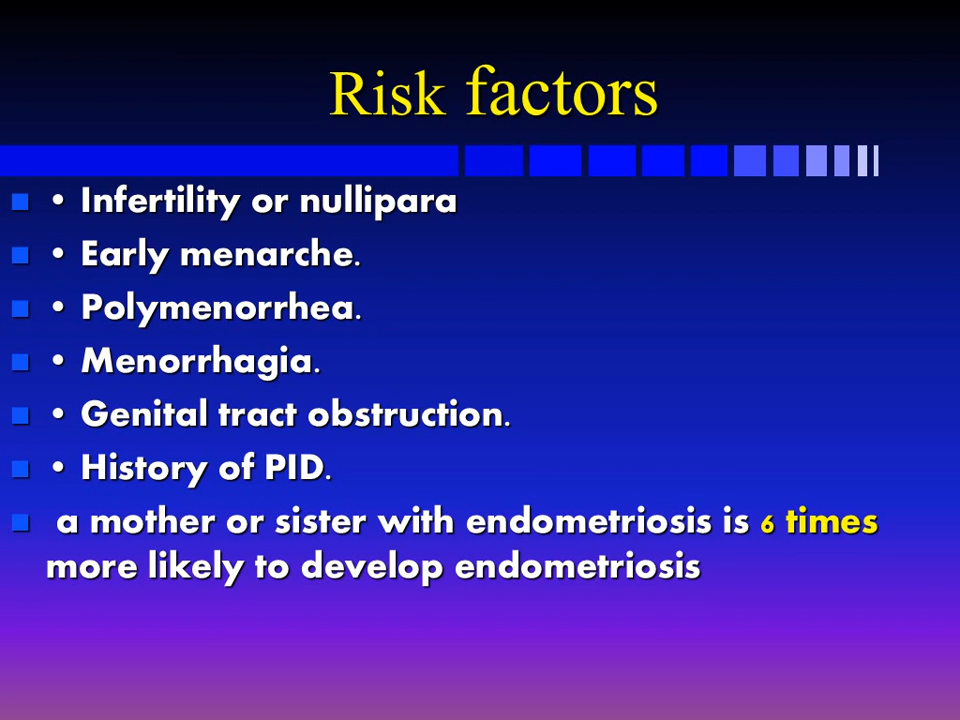 Risk factors
• Infertility or nullipara
• Early menarche.
• Polymenorrhea.
• Menorrhagia.
• Genital tract obstruction.
• History of PID.
a mother or sister with endometriosis is 6 times
more likely to develop endometriosis